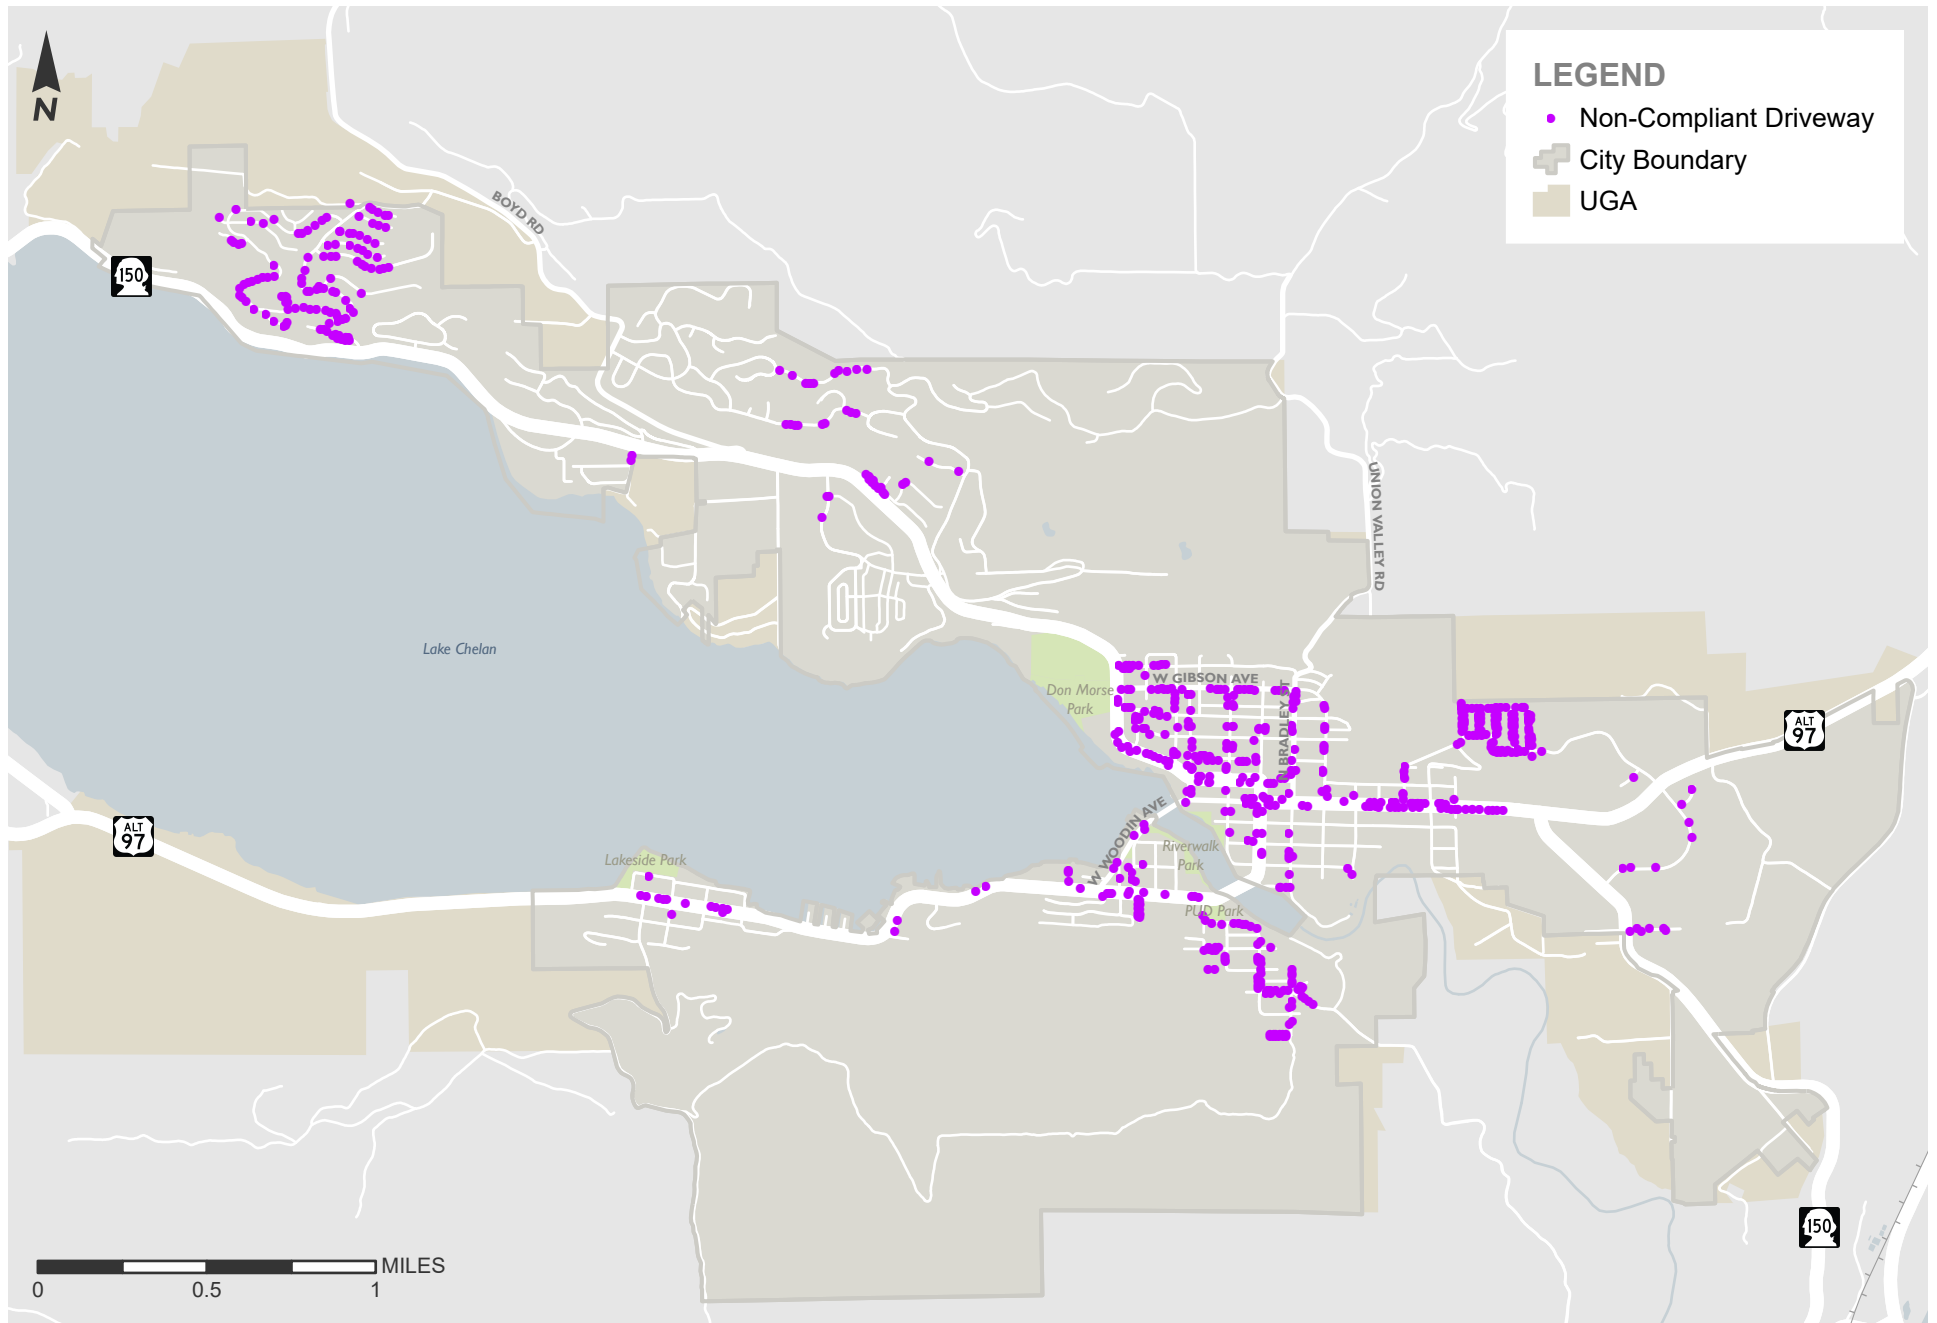 N
LEGEND
Non-Compliant Driveway
City Boundary
UGA
BOYD RD
150
UNION VALLEY RD
Lake Chelan
Don Morse
Park
W GIBSON AVE
N BRADLEY ST
ALT
97
W WOODIN AVE
ALT
97
Lakeside Park
Riverwalk
Park
PUD Park
150
MILES
0
0.5
1